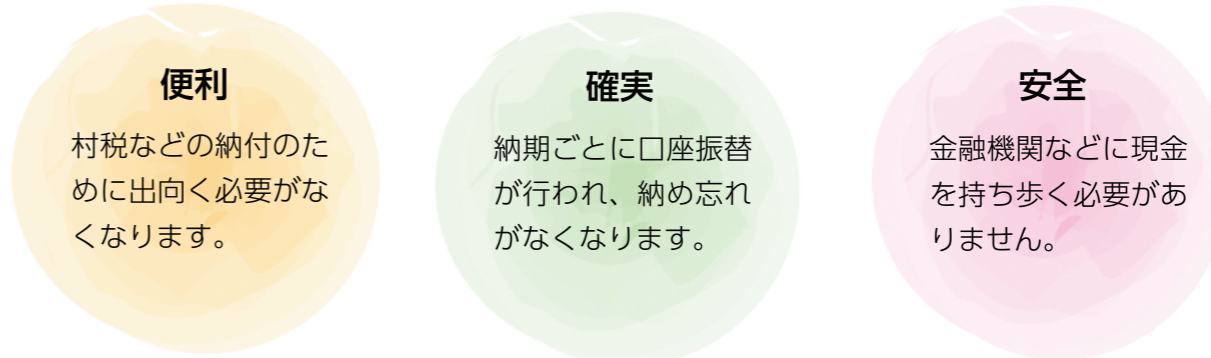 便利
村税などの納付のた
めに出向く必要がな
くなります。
確実
納期ごとに口座振替
が行われ、納め忘れ
がなくなります。
安全
金融機関などに現金
を持ち歩く必要があ
りません。